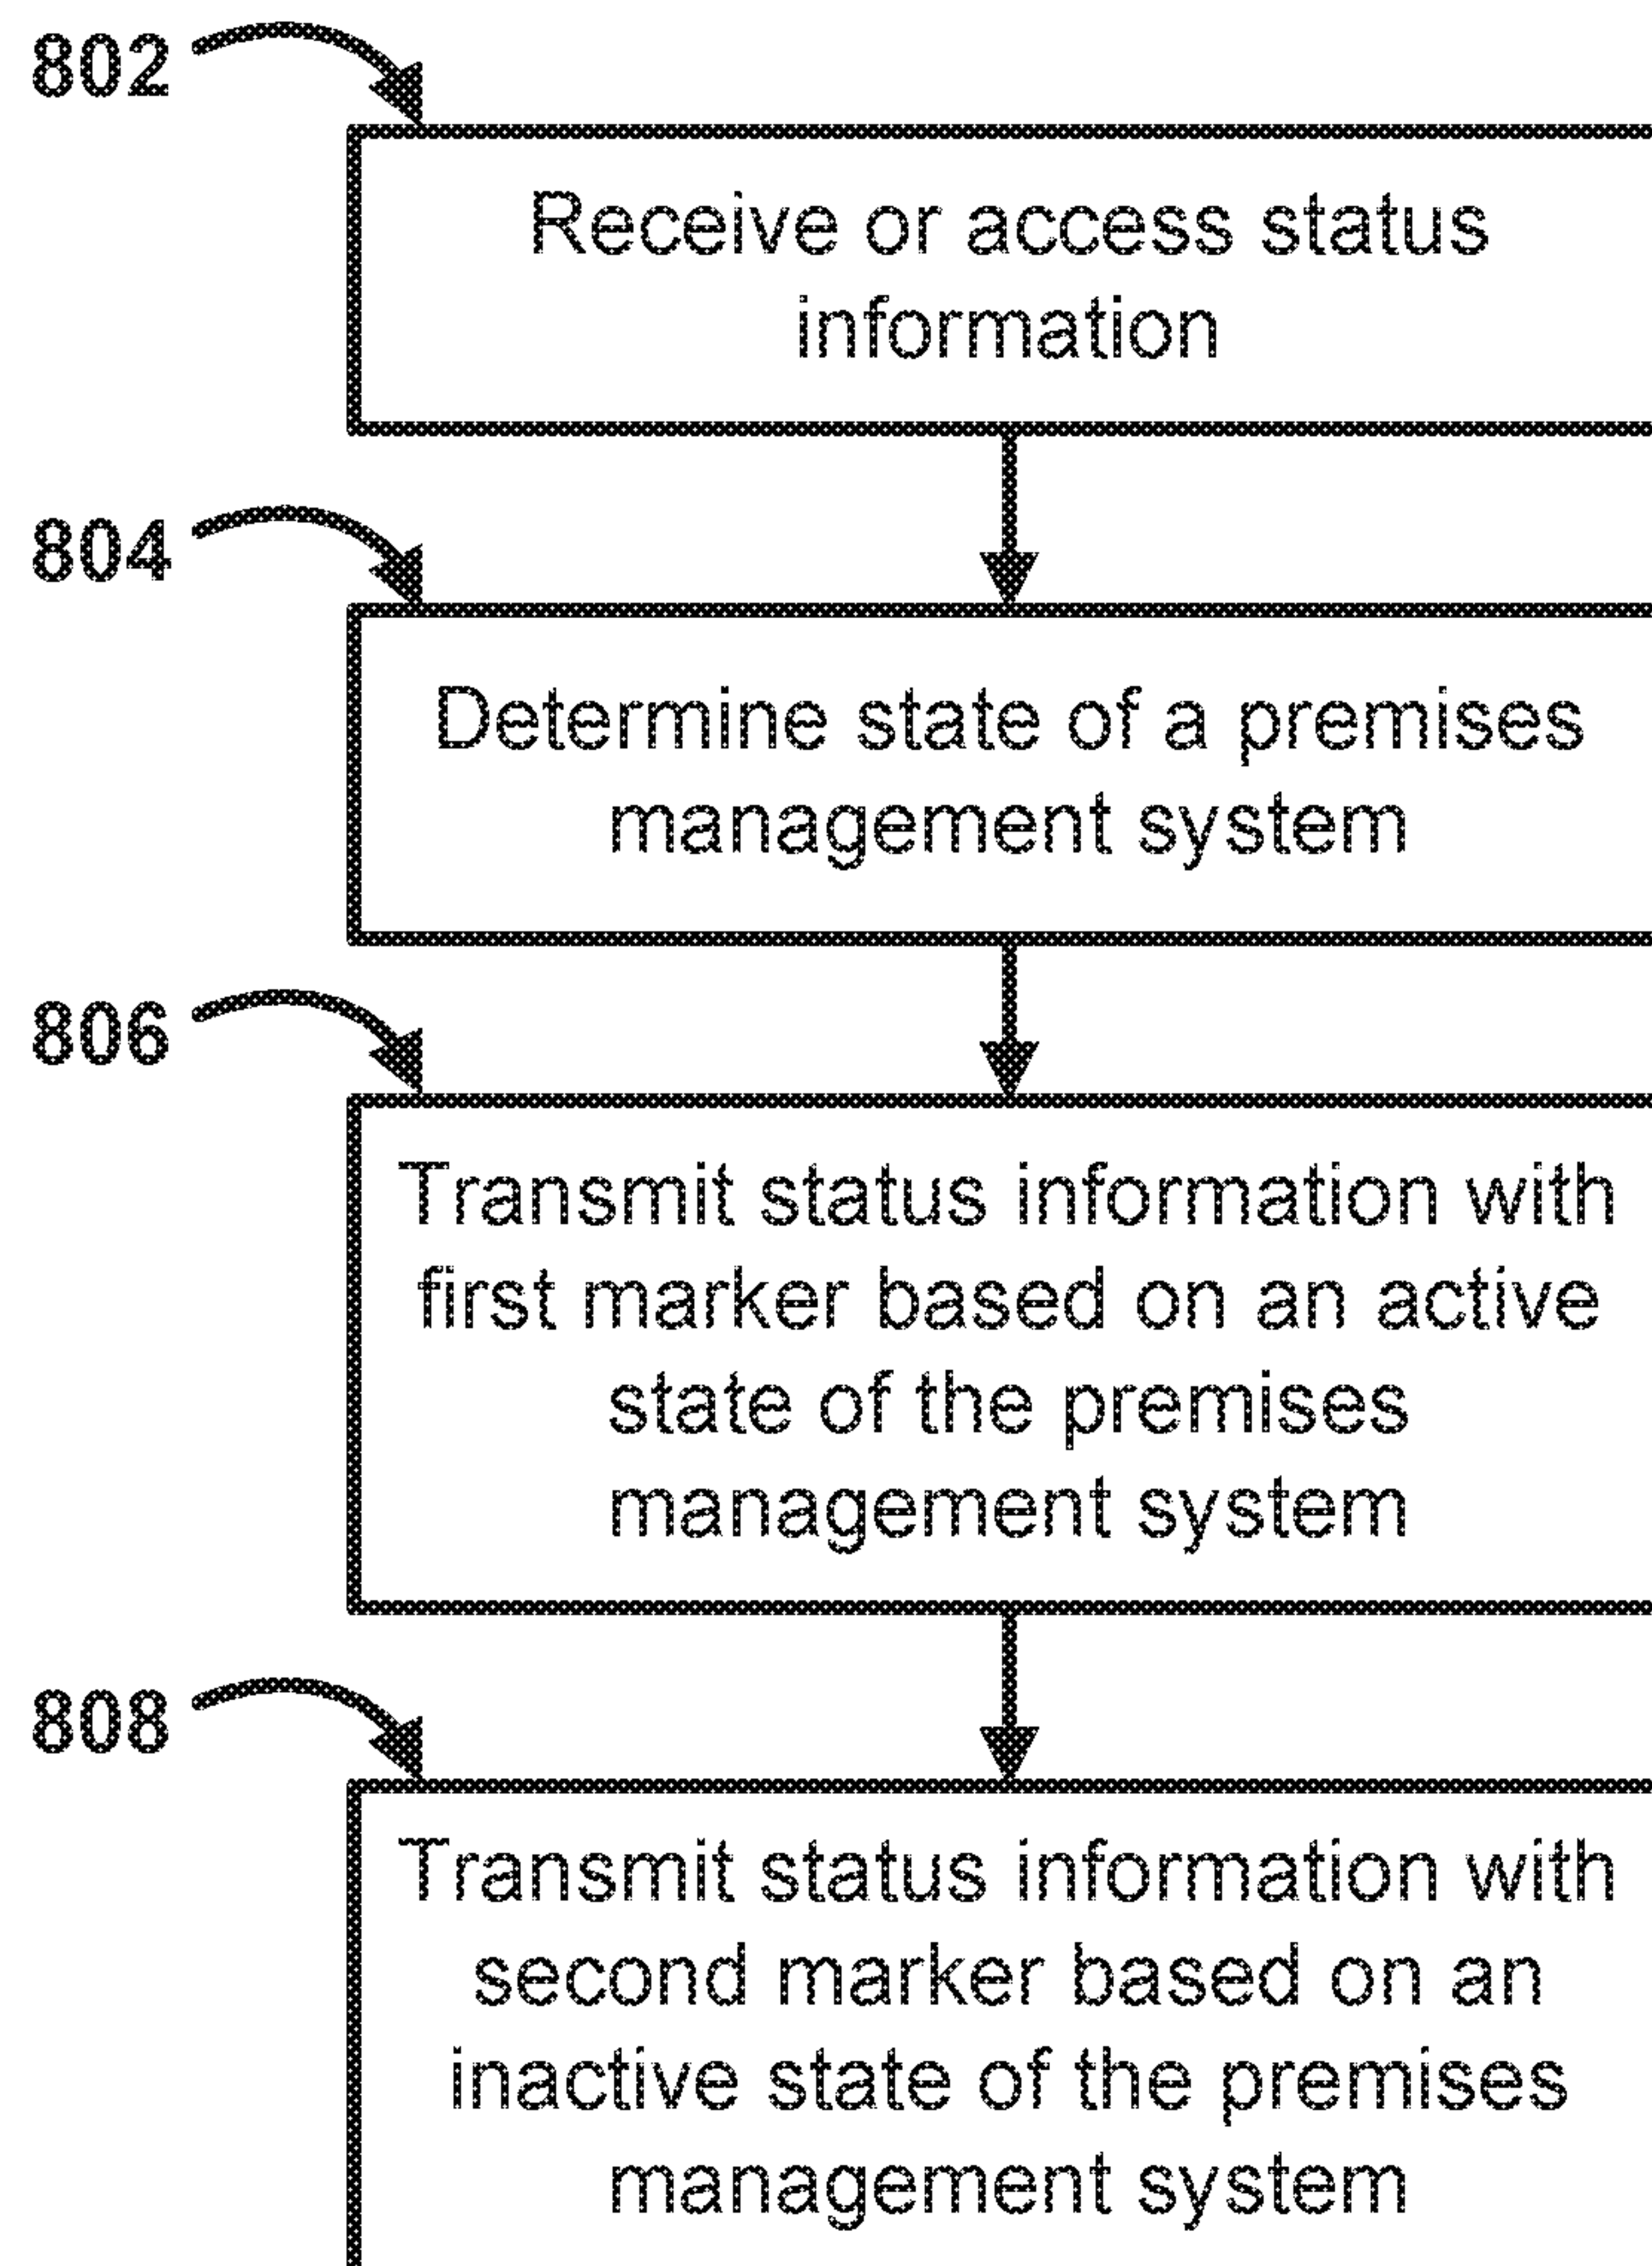 802
Receive or access status
information
804
Determine state of a premises
management system
806
Transmit status information with
first marker based on an active
state of the premises
management system
808
Transmit status information with
second marker based on an
inactive state of the premises
management system